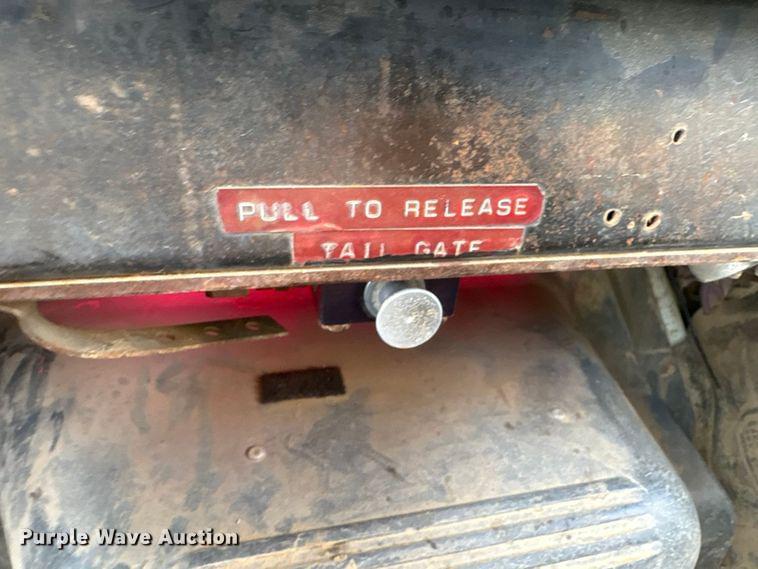 PULL TO RELEASE
TAIL GATE
Purple Wave Auction